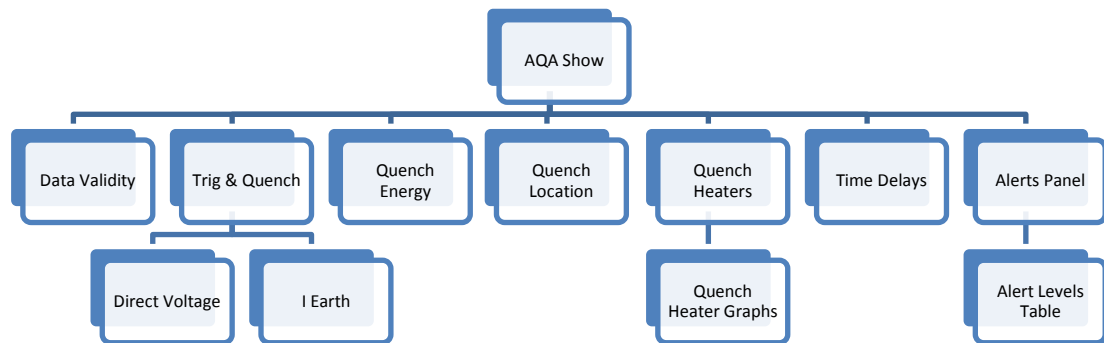 AQA Show
Data Validity
Trig & Quench
Quench
Energy
Quench
Location
Quench
Heaters
Time Delays
Alerts Panel
Direct Voltage
I Earth
Quench
Heater Graphs
Alert Levels
Table